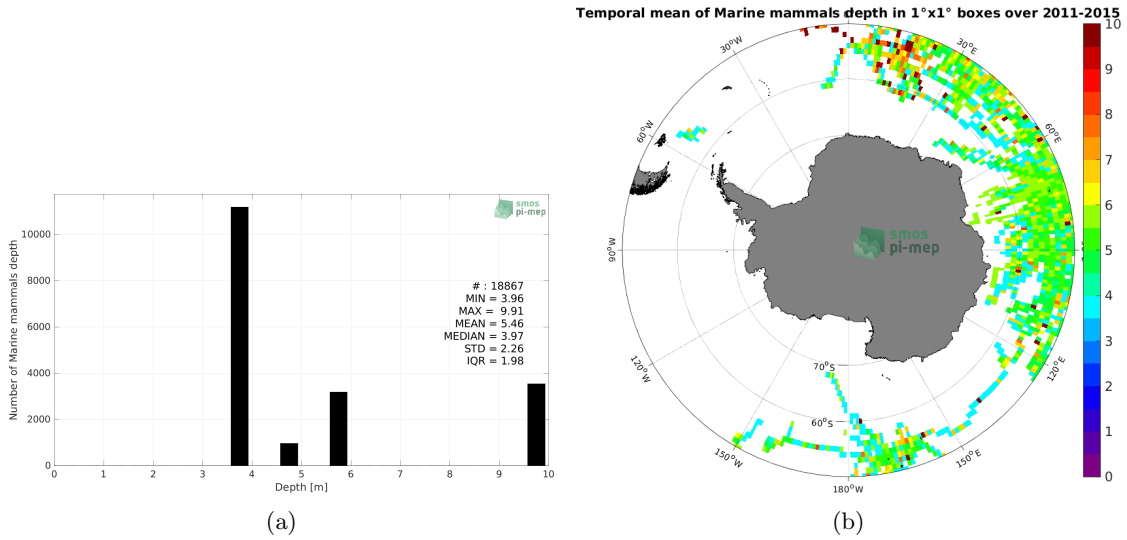 smos
pi-mep
# : 18867
MIN = 3.96
MAX = 9.91
MEAN = 5.46
MEDIAN = 3.97
STD = 2.26
IQR = 1.98
Number of Marine mammals depth
10000
8000
6000
4000
2000
0
0 1 2 3 4 5 6 7 8 9 10
Depth [m]
(a)
Temporal mean of Marine mammals depth in 1°x1° boxes over 2011-2015
30°W
30°E
60°W
60°E
90°W
smos
pi-mep
120°W
120°E
70°S
60°S
150°W
150°E
180°W
10
9
8
7
6
5
4
3
2
1
0
(b)